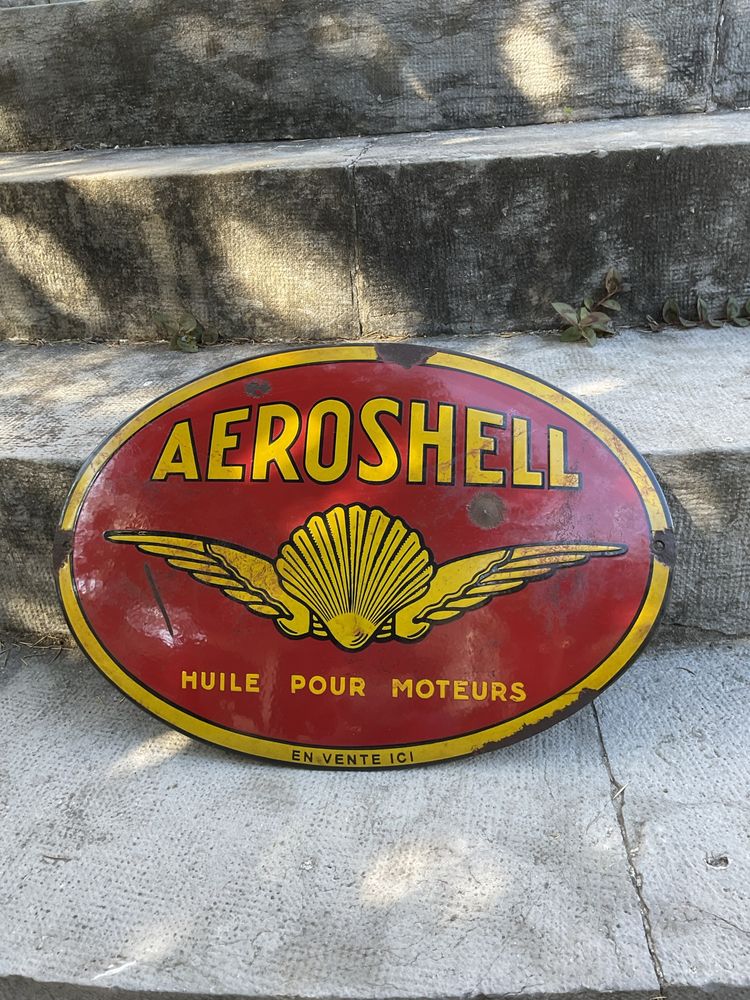 AEROSHELL
HUILE POUR MOTEURS
EN VENTE ICI